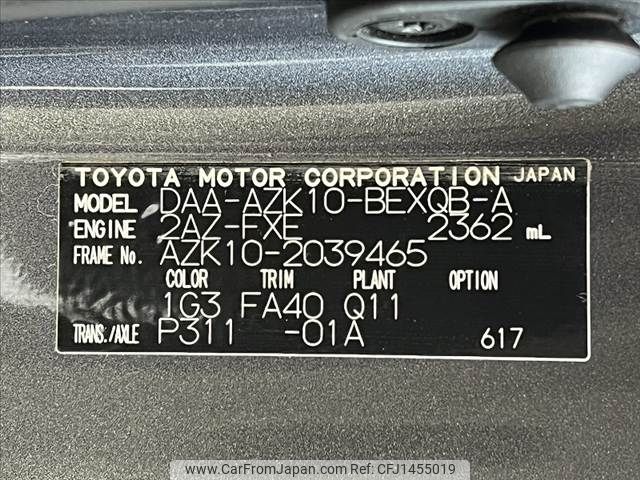 TOYOTA MOTOR CORPORATION JAPAN
MODEL DAA-AZK10-BEXQB-A
ENGINE 2AZ-FXE 2362 mL
FRAME No. AZK10-2039465
COLOR TRIM PLANT OPTION
1G3 FA40 Q11
TRANS./AXLE P311 -01A 617
www.CarFromJapan.com | Ref No. CFJ1455019